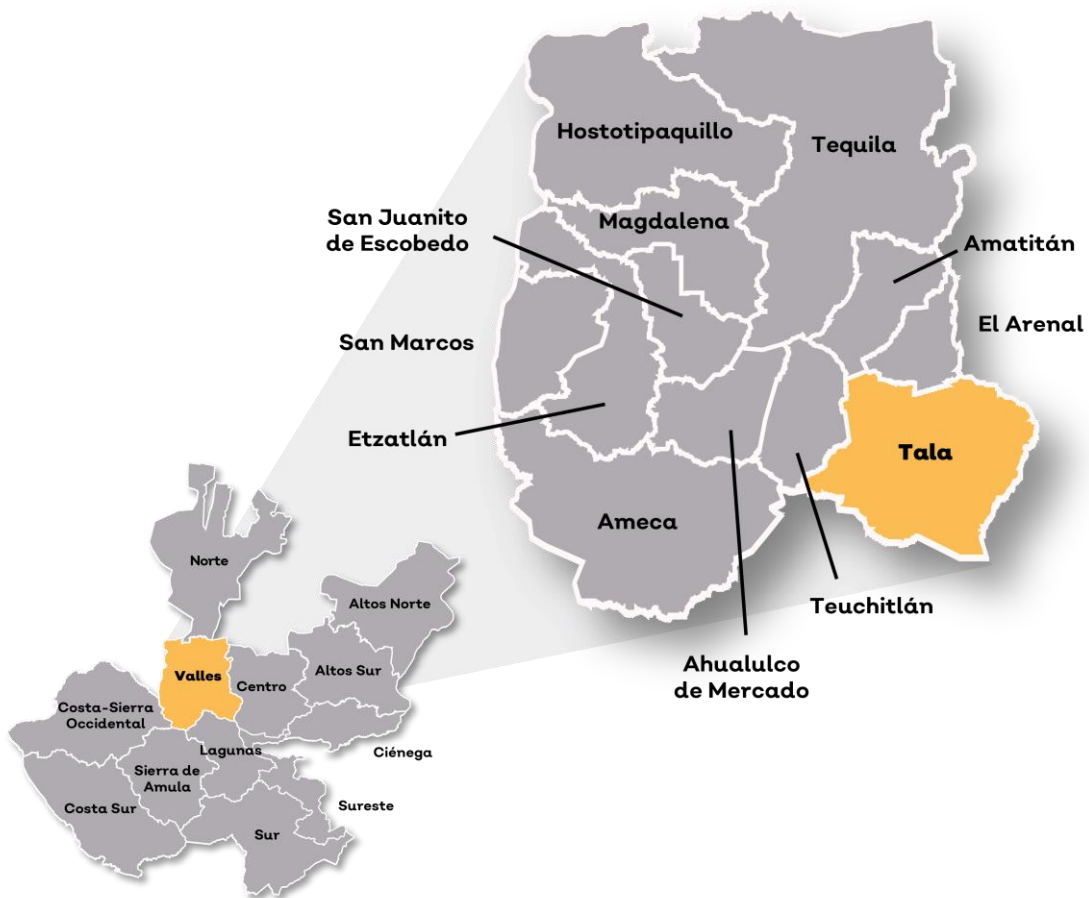 Hostotipaquillo
Tequila
San Juanito
de Escobedo
Magdalena
Amatitán
El Arenal
San Marcos
Etzatlán
Tala
Ameca
Teuchitlán
Ahualulco
de Mercado
Norte
Altos Norte
Valles
Centro
Altos Sur
Costa-Sierra
Occidental
Lagunas
Ciénega
Sierra de
Amula
Costa Sur
Sureste
Sur